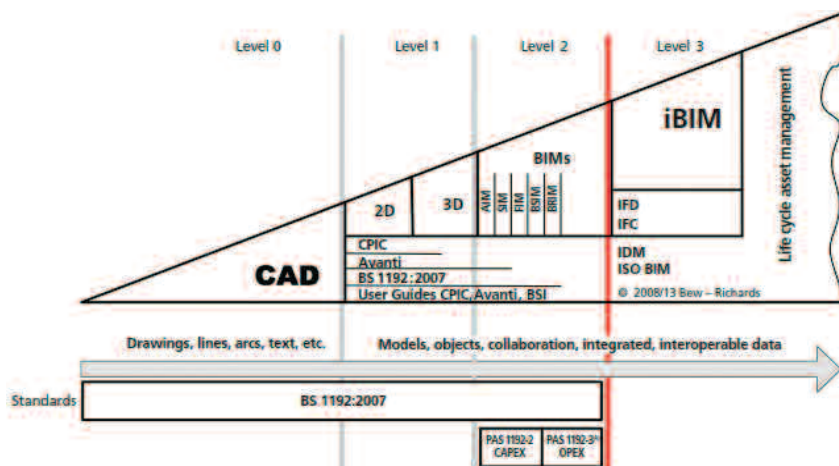 Level 0
Level 1
Level 2
Level 3
iBIM
BIMs
2D
3D
AIM
SIM
FIM
BSIM
BRIM
IFD
IFC
Life cycle asset management
CAD
CPIC
Avanti
BS 1192:2007
User Guides CPIC, Avanti, BSI
IDM
ISO BIM
© 2008/13 Bew – Richards
Drawings, lines, arcs, text, etc.
Models, objects, collaboration, integrated, interoperable data
Standards
BS 1192:2007
PAS 1192-2
CAPEX
PAS 1192-3
OPEX